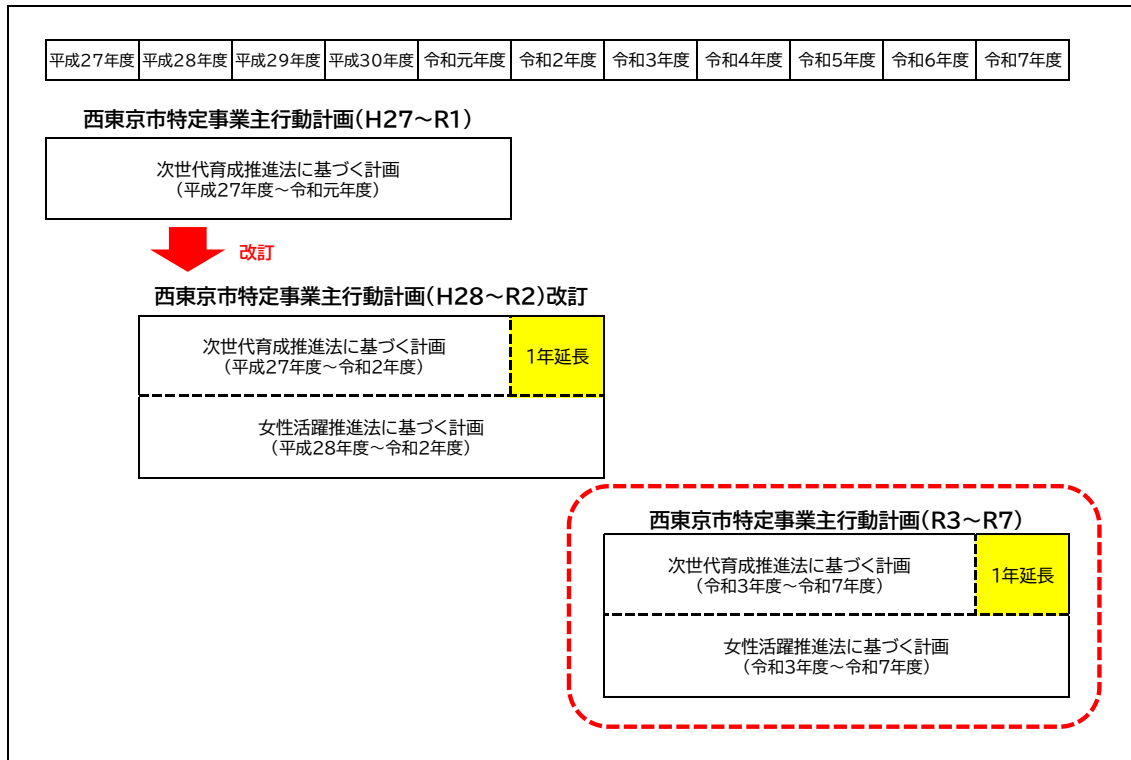 平成27年度 平成28年度 平成29年度 平成30年度 令和元年度 令和2年度 令和3年度 令和4年度 令和5年度 令和6年度 令和7年度
西東京市特定事業主行動計画(H27～R1)
次世代育成推進法に基づく計画
(平成27年度～令和元年度)
改訂
西東京市特定事業主行動計画(H28～R2)改訂
次世代育成推進法に基づく計画
(平成27年度～令和2年度)
1年延長
女性活躍推進法に基づく計画
(平成28年度～令和2年度)
西東京市特定事業主行動計画(R3～R7)
次世代育成推進法に基づく計画
(令和3年度～令和7年度)
1年延長
女性活躍推進法に基づく計画
(令和3年度～令和7年度)